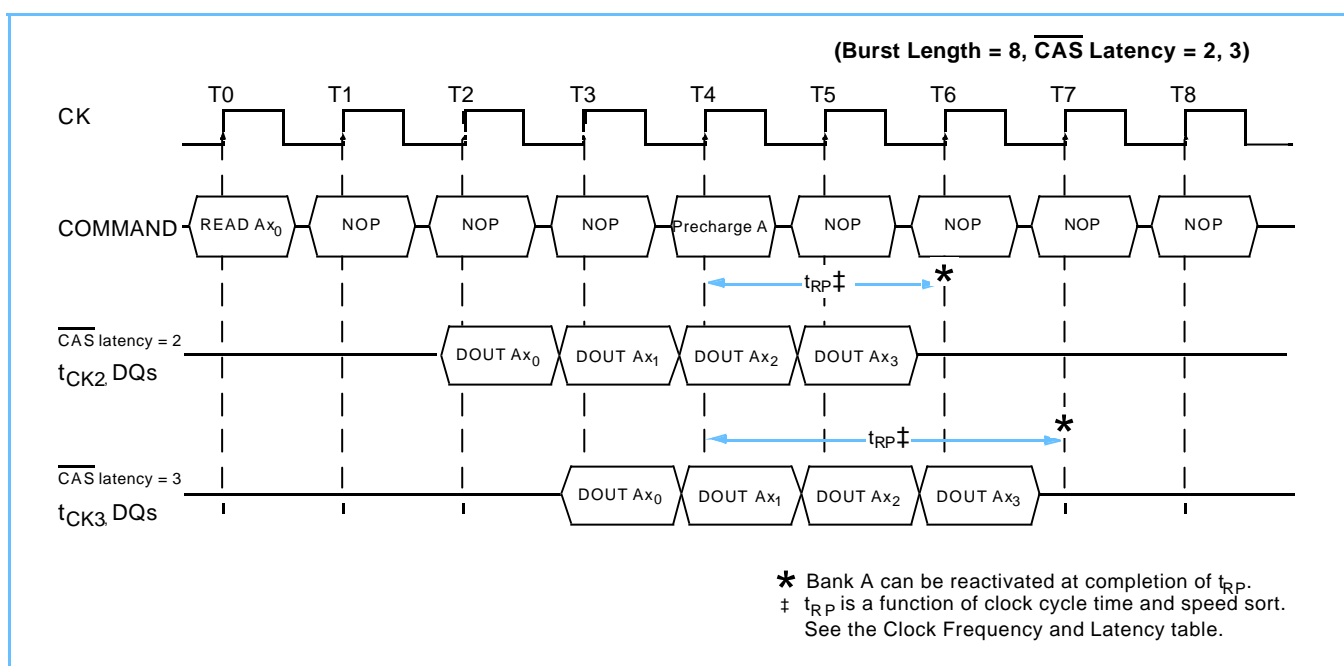 (Burst Length = 8, CAS Latency = 2, 3)
T0 T1 T2 T3 T4 T5 T6 T7 T8
CK
COMMAND READ Ax0 NOP NOP NOP Precharge A NOP NOP NOP NOP
tRP‡ *
CAS latency = 2
tCK2, DQs DOUT Ax0 DOUT Ax1 DOUT Ax2 DOUT Ax3
tRP‡ *
CAS latency = 3
tCK3, DQs DOUT Ax0 DOUT Ax1 DOUT Ax2 DOUT Ax3
* Bank A can be reactivated at completion of tRP.
‡ tRP is a function of clock cycle time and speed sort.
See the Clock Frequency and Latency table.